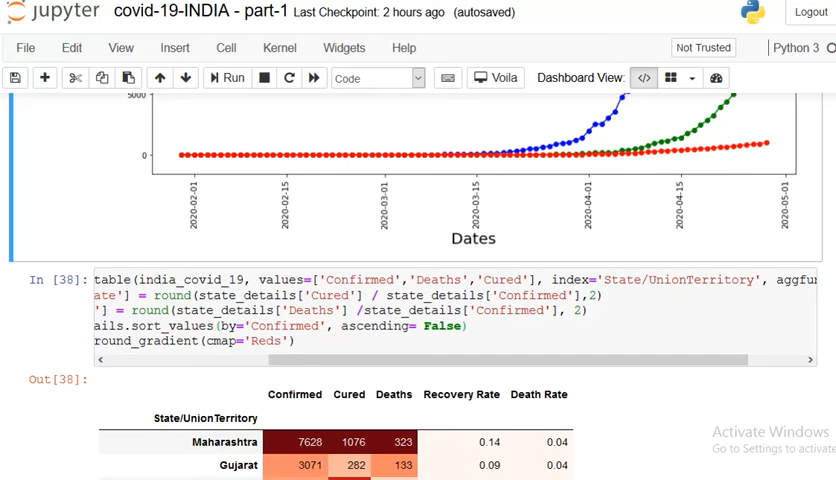 jupyter covid-19-INDIA - part-1 Last Checkpoint: 2 hours ago (autosaved) Logout
File Edit View Insert Cell Kernel Widgets Help Not Trusted Python 3
Run Code Voila Dashboard View:
5000
0
2020-02-01 2020-02-15 2020-03-01 2020-03-15 2020-04-01 2020-04-15 2020-05-01
Dates
In [38]: table(india_covid_19, values=['Confirmed','Deaths','Cured'], index='State/UnionTerritory', aggfun
ate'] = round(state_details['Cured'] / state_details['Confirmed'],2)
'] = round(state_details['Deaths'] /state_details['Confirmed'], 2)
ails.sort_values(by='Confirmed', ascending= False)
round_gradient(cmap='Reds')
Out[38]:
Confirmed Cured Deaths Recovery Rate Death Rate
State/UnionTerritory
Maharashtra 7628 1076 323 0.14 0.04
Gujarat 3071 282 133 0.09 0.04
Activate Windows
Go to Settings to activate